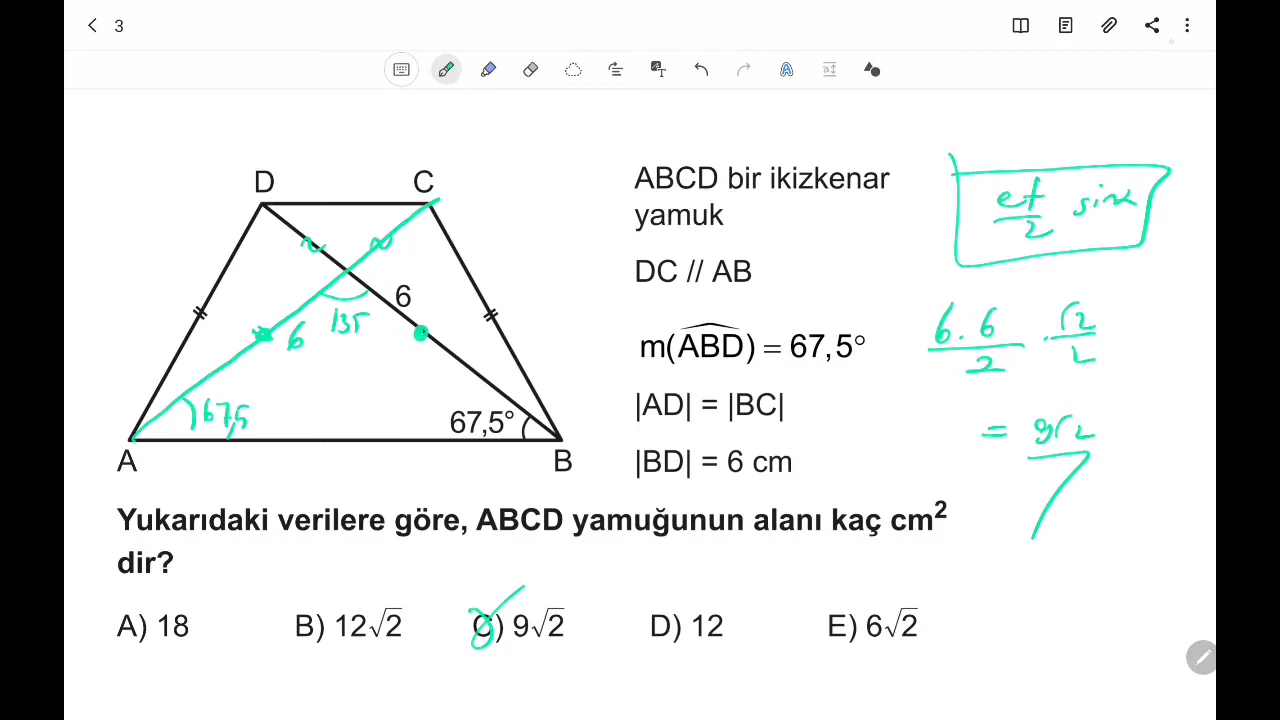 3
D C
ABCD bir ikizkenar
yamuk
ef/2 sinx
DC // AB
6
135
6
m(ABD) = 67,5°
6.6/2 . √2/2
|AD| = |BC|
67,5
67,5°
= 9√2
A B
|BD| = 6 cm
Yukarıdaki verilere göre, ABCD yamuğunun alanı kaç cm²
dir?
A) 18 B) 12√2 C) 9√2 D) 12 E) 6√2